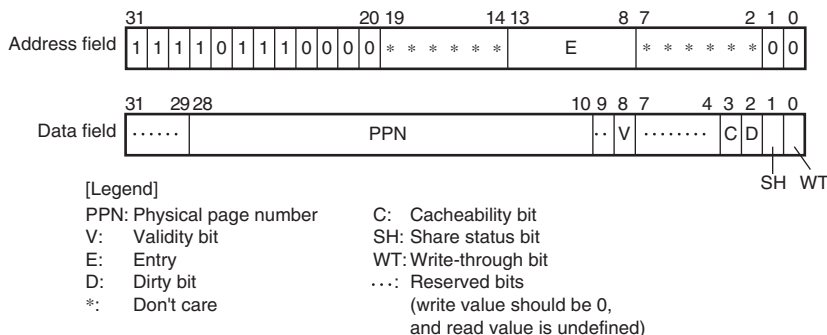 31 20 19 14 13 8 7 2 1 0
Address field 1 1 1 1 0 1 1 1 0 0 0 0 * * * * * * E * * * * * * 0 0
31 29 28 10 9 8 7 4 3 2 1 0
Data field ...... PPN .. V ........ C D
SH WT
[Legend]
PPN: Physical page number C: Cacheability bit
V: Validity bit SH: Share status bit
E: Entry WT: Write-through bit
D: Dirty bit ...: Reserved bits
*: Don't care (write value should be 0,
and read value is undefined)